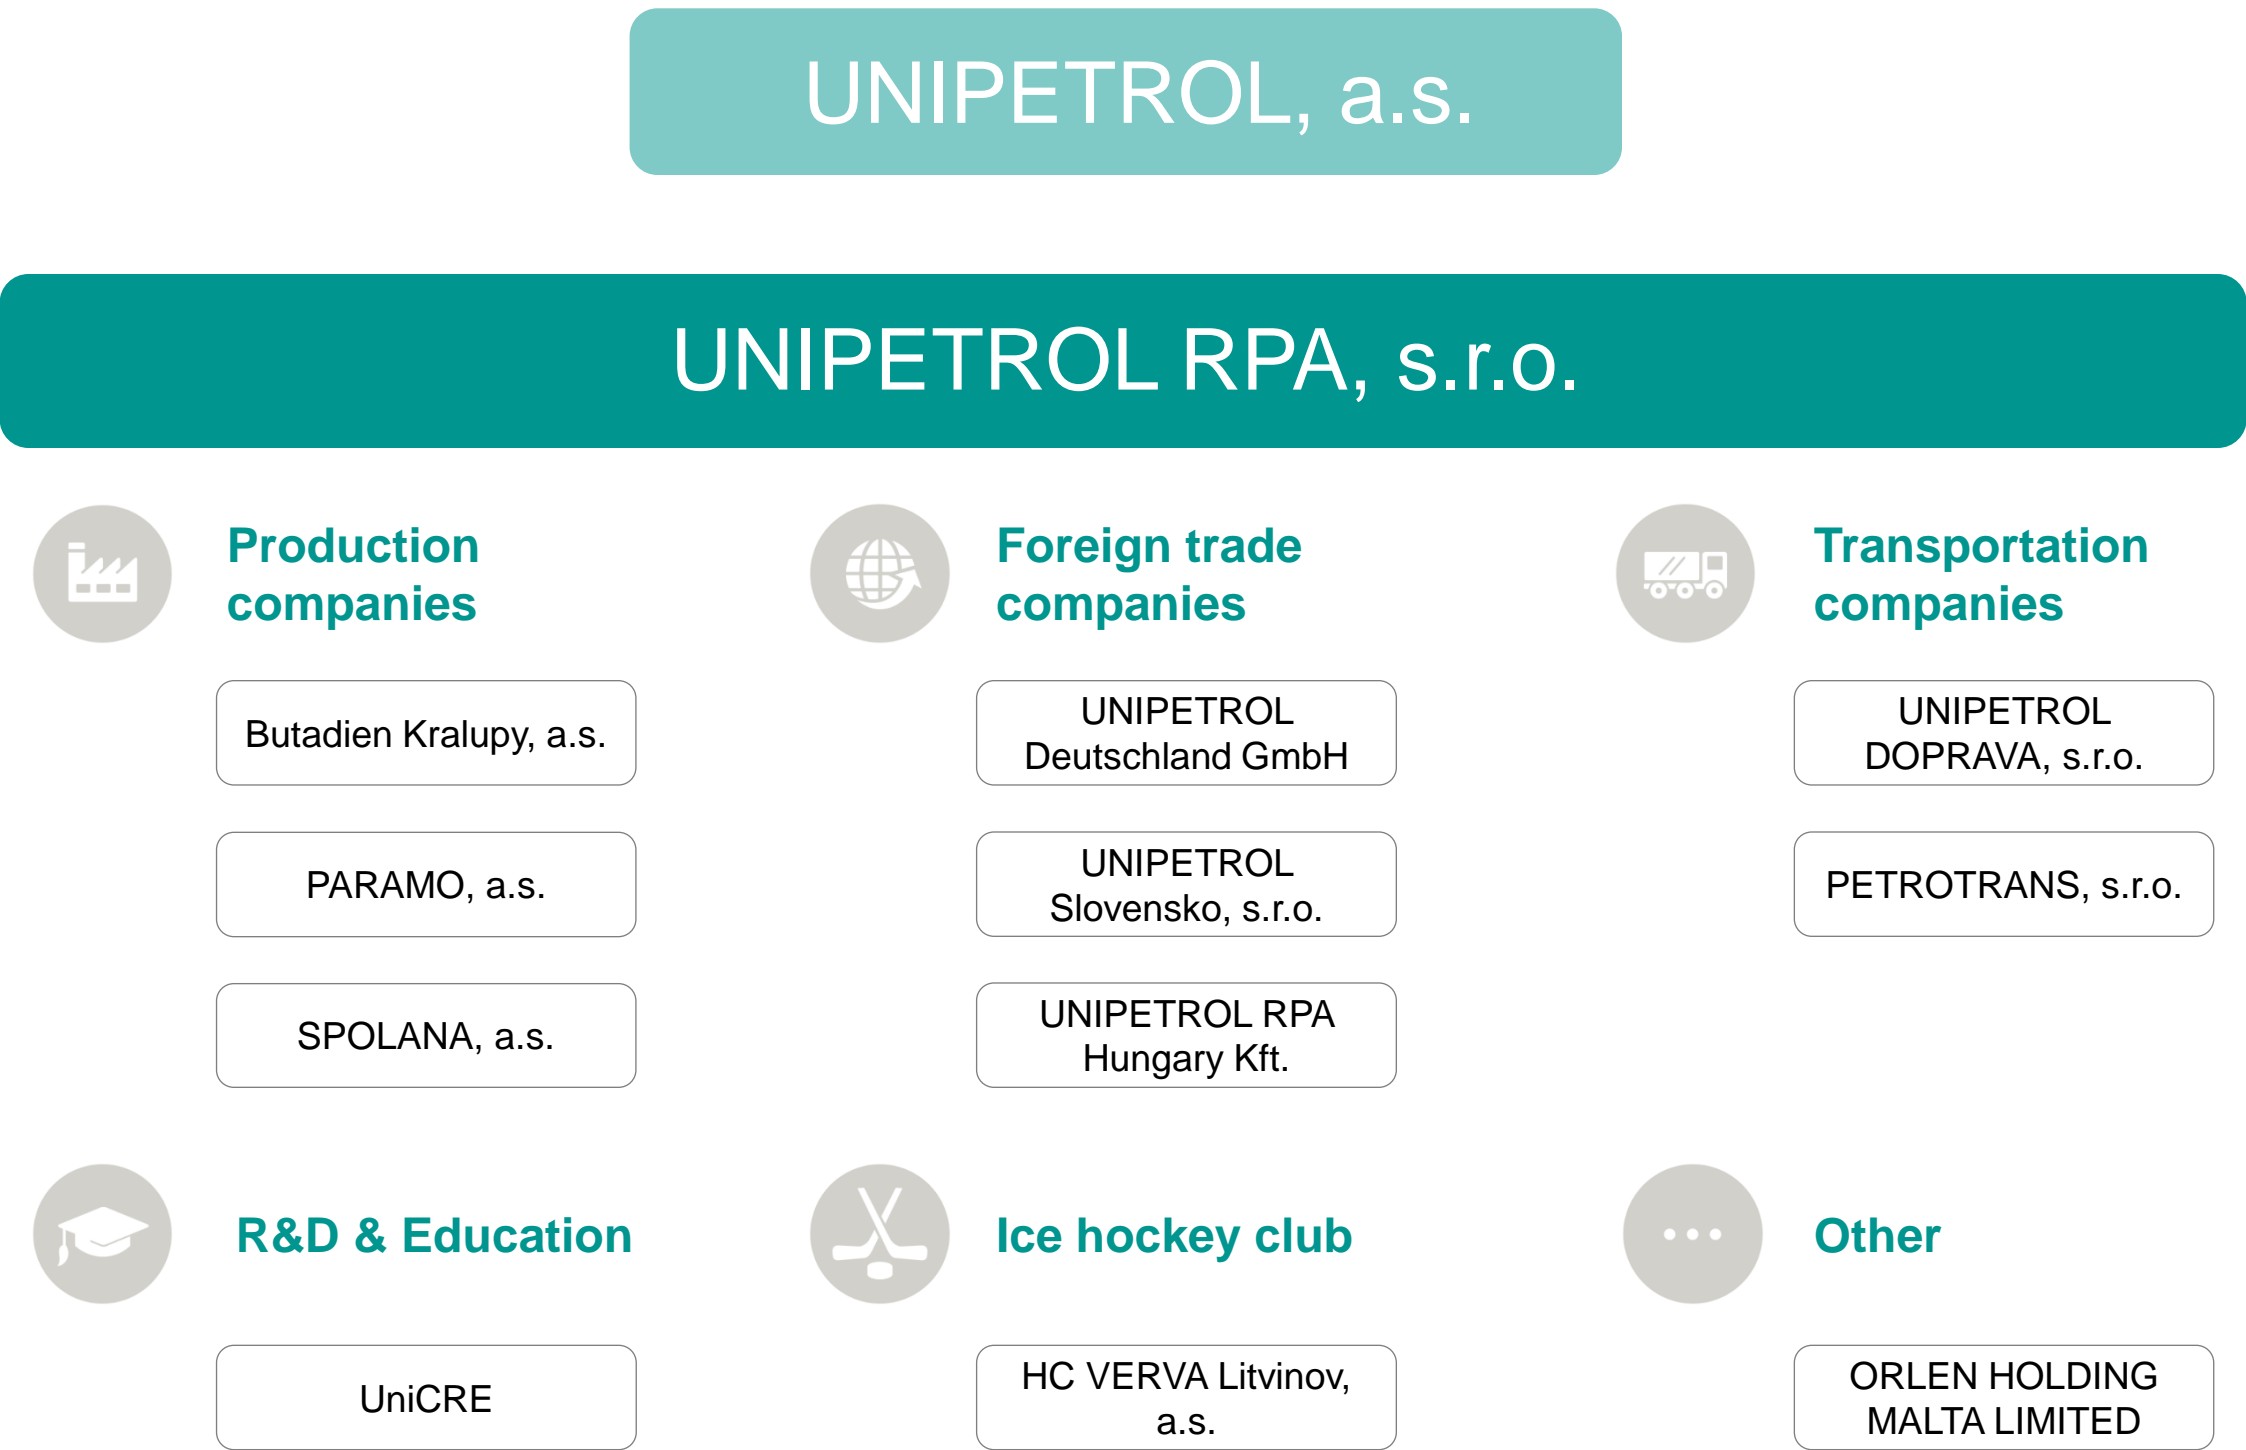 UNIPETROL, a.s.
UNIPETROL RPA, s.r.o.
Production
companies
Butadien Kralupy, a.s.
PARAMO, a.s.
SPOLANA, a.s.
Foreign trade
companies
UNIPETROL
Deutschland GmbH
UNIPETROL
Slovensko, s.r.o.
UNIPETROL RPA
Hungary Kft.
Transportation
companies
UNIPETROL
DOPRAVA, s.r.o.
PETROTRANS, s.r.o.
R&D & Education
UniCRE
Ice hockey club
HC VERVA Litvinov,
a.s.
Other
ORLEN HOLDING
MALTA LIMITED